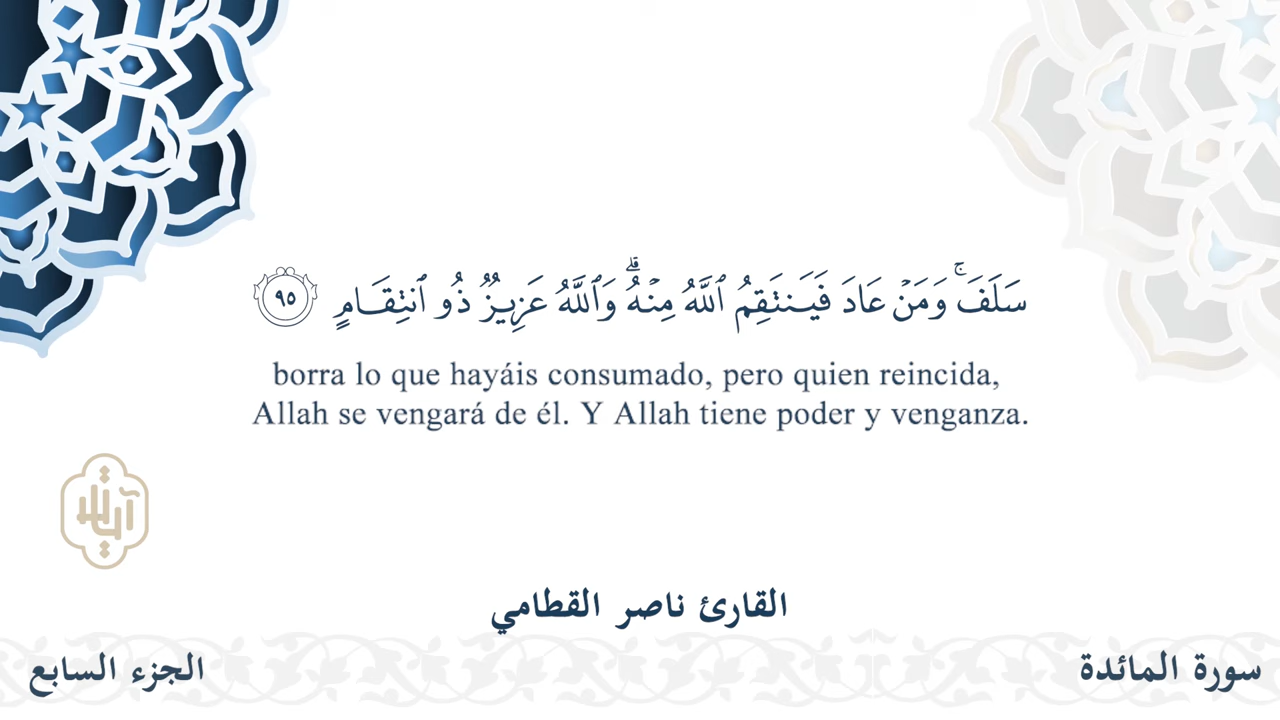 سَلَفَۚ وَمَنۡ عَادَ فَيَنتَقِمُ ٱللَّهُ مِنۡهُۗ وَٱللَّهُ عَزِيزٞ ذُو ٱنتِقَامٍ ٩٥
borra lo que hayáis consumado, pero quien reincida,
Allah se vengará de él. Y Allah tiene poder y venganza.
آيات
القارئ ناصر القطامي
سورة المائدة
الجزء السابع